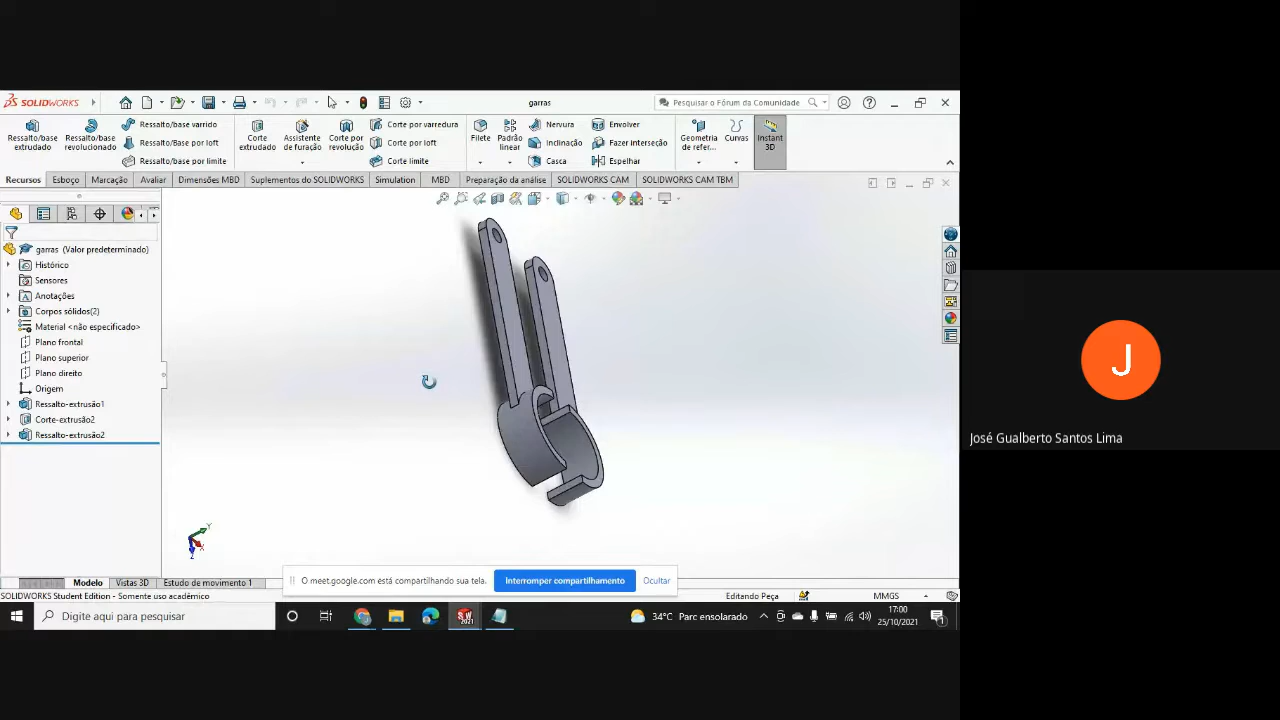 SOLIDWORKS
garras
Pesquisar o Fórum da Comunidade
Ressalto/base extrudado
Ressalto/base revolucionado
Ressalto/base varrido
Ressalto/Base por loft
Ressalto/base por limite
Corte extrudado
Assistente de furação
Corte por revolução
Corte por varredura
Corte por loft
Corte limite
Filete
Padrão linear
Nervura
Inclinação
Casca
Envolver
Fazer interseção
Espelhar
Geometria de refer...
Curvas
Instant 3D
Recursos
Esboço
Marcação
Avaliar
Dimensões MBD
Suplementos do SOLIDWORKS
Simulation
MBD
Preparação da análise
SOLIDWORKS CAM
SOLIDWORKS CAM TBM
garras (Valor predeterminado)
Histórico
Sensores
Anotações
Corpos sólidos(2)
Material <não especificado>
Plano frontal
Plano superior
Plano direito
Origem
Ressalto-extrusão1
Corte-extrusão2
Ressalto-extrusão2
J
José Gualberto Santos Lima
Y
X
Z
O meet.google.com está compartilhando sua tela.
Interromper compartilhamento
Ocultar
Modelo
Vistas 3D
Estudo de movimento 1
SOLIDWORKS Student Edition - Somente uso acadêmico
Editando Peça
MMGS
Digite aqui para pesquisar
34°C Parc ensolarado
17:00
25/10/2021